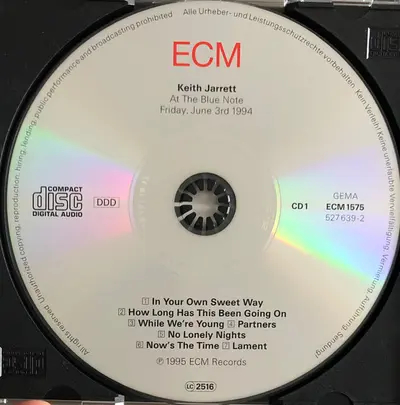 Unauthorized copying, reproduction, hiring, lending, public performance and broadcasting prohibited
Alle Urheber- und Leistungsschutzrechte vorbehalten. Kein Verleih! Keine unerlaubte Vervielfältigung, Vermietung, Aufführung, Sendung!
ECM
Keith Jarrett
At The Blue Note
Friday, June 3rd 1994
COMPACT
disc
DIGITAL AUDIO
DDD
CD 1
GEMA
ECM 1575
527 639-2
1 In Your Own Sweet Way
2 How Long Has This Been Going On
3 While We're Young 4 Partners
5 No Lonely Nights
6 Now's The Time 7 Lament
℗ 1995 ECM Records
All rights reserved.
LC 2516